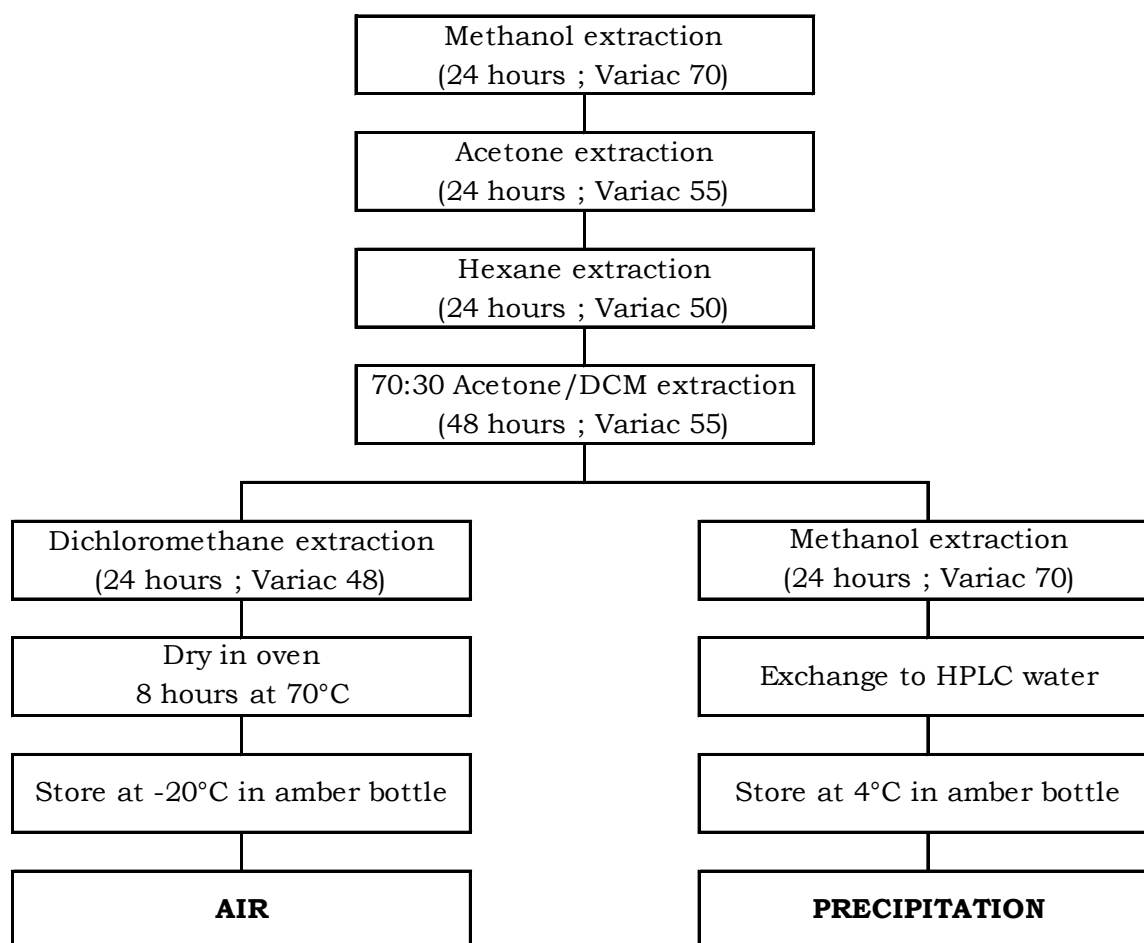 Methanol extraction
(24 hours ; Variac 70)
Acetone extraction
(24 hours ; Variac 55)
Hexane extraction
(24 hours ; Variac 50)
70:30 Acetone/DCM extraction
(48 hours ; Variac 55)
Dichloromethane extraction
(24 hours ; Variac 48)
Dry in oven
8 hours at 70°C
Store at -20°C in amber bottle
AIR
Methanol extraction
(24 hours ; Variac 70)
Exchange to HPLC water
Store at 4°C in amber bottle
PRECIPITATION